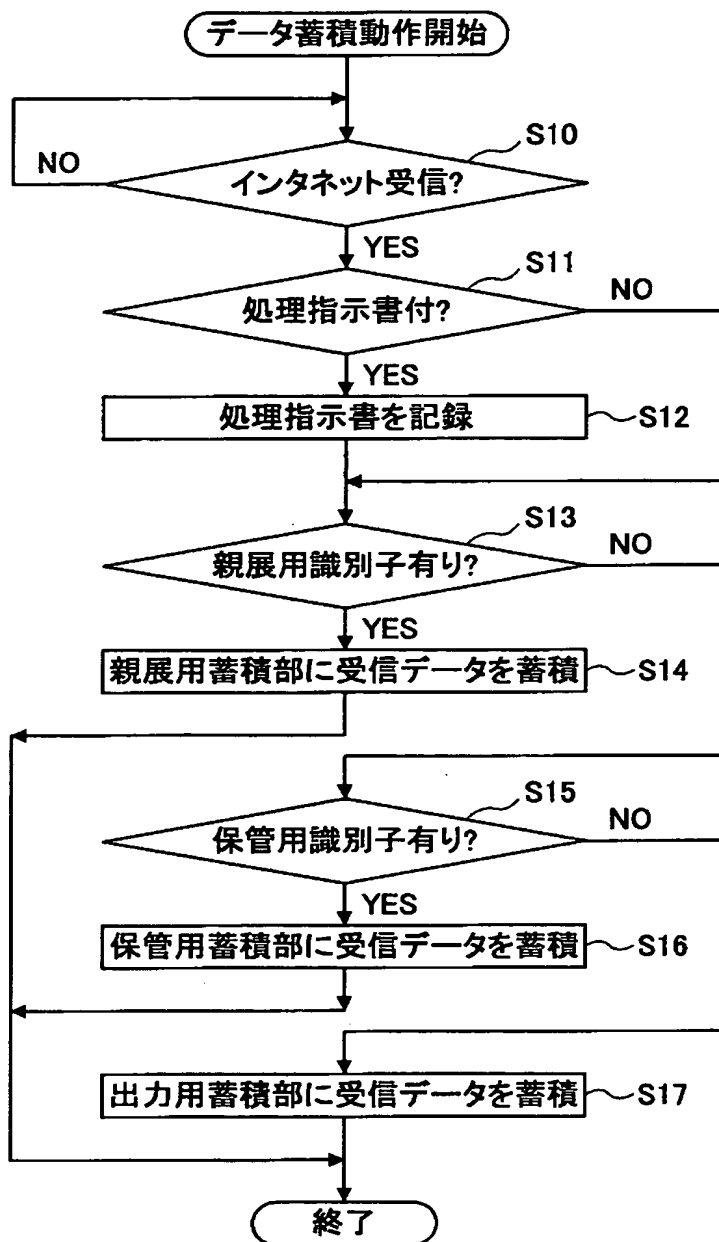 データ蓄積動作開始
S10
NO
インタネット受信?
YES
S11
NO
処理指示書付?
YES
処理指示書を記録
S12
S13
NO
親展用識別子有り?
YES
親展用蓄積部に受信データを蓄積
S14
S15
NO
保管用識別子有り?
YES
保管用蓄積部に受信データを蓄積
S16
出力用蓄積部に受信データを蓄積
S17
終了